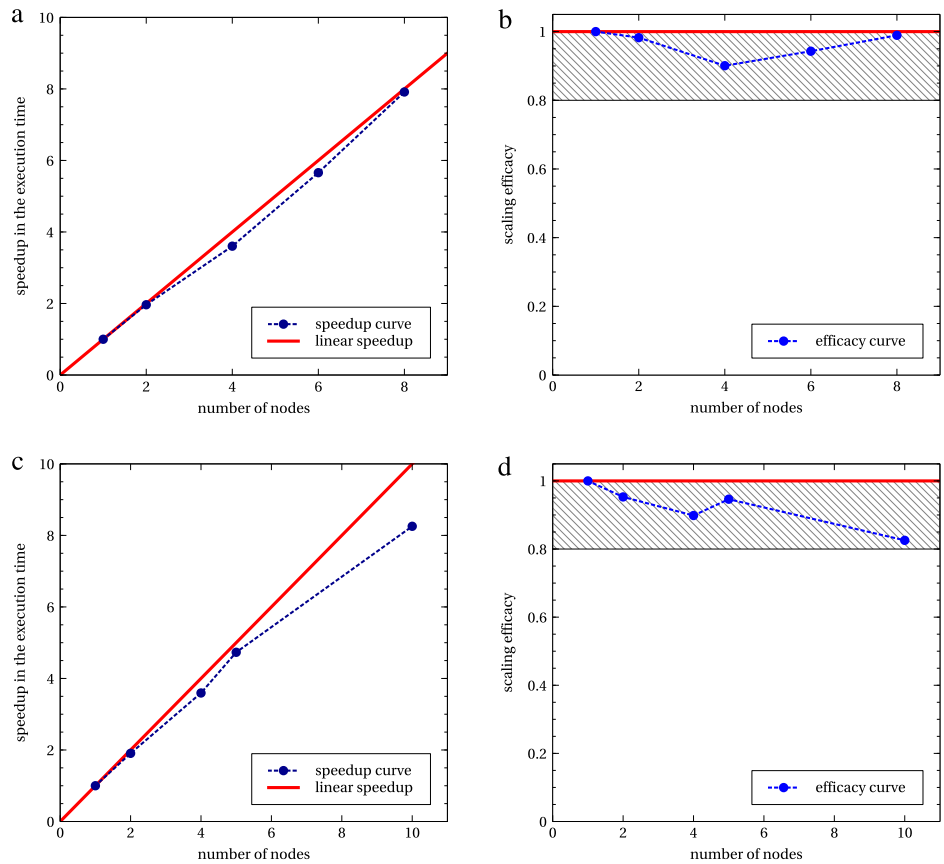 a
10
8
6
4
2
0
speedup in the execution time
0 2 4 6 8
number of nodes
speedup curve
linear speedup
b
1
0.8
0.6
0.4
0.2
0
scaling efficacy
0 2 4 6 8
number of nodes
efficacy curve
c
10
8
6
4
2
0
speedup in the execution time
0 2 4 6 8 10
number of nodes
speedup curve
linear speedup
d
1
0.8
0.6
0.4
0.2
0
scaling efficacy
0 2 4 6 8 10
number of nodes
efficacy curve